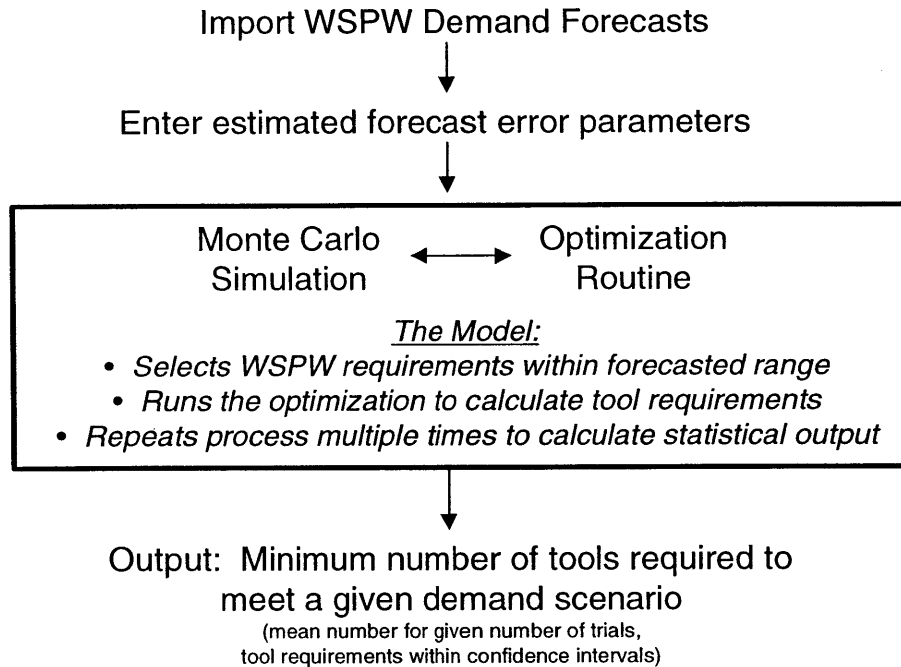 Import WSPW Demand Forecasts
Enter estimated forecast error parameters
Monte Carlo
Simulation
Optimization
Routine
The Model:
• Selects WSPW requirements within forecasted range
• Runs the optimization to calculate tool requirements
• Repeats process multiple times to calculate statistical output
Output: Minimum number of tools required to
meet a given demand scenario
(mean number for given number of trials,
tool requirements within confidence intervals)